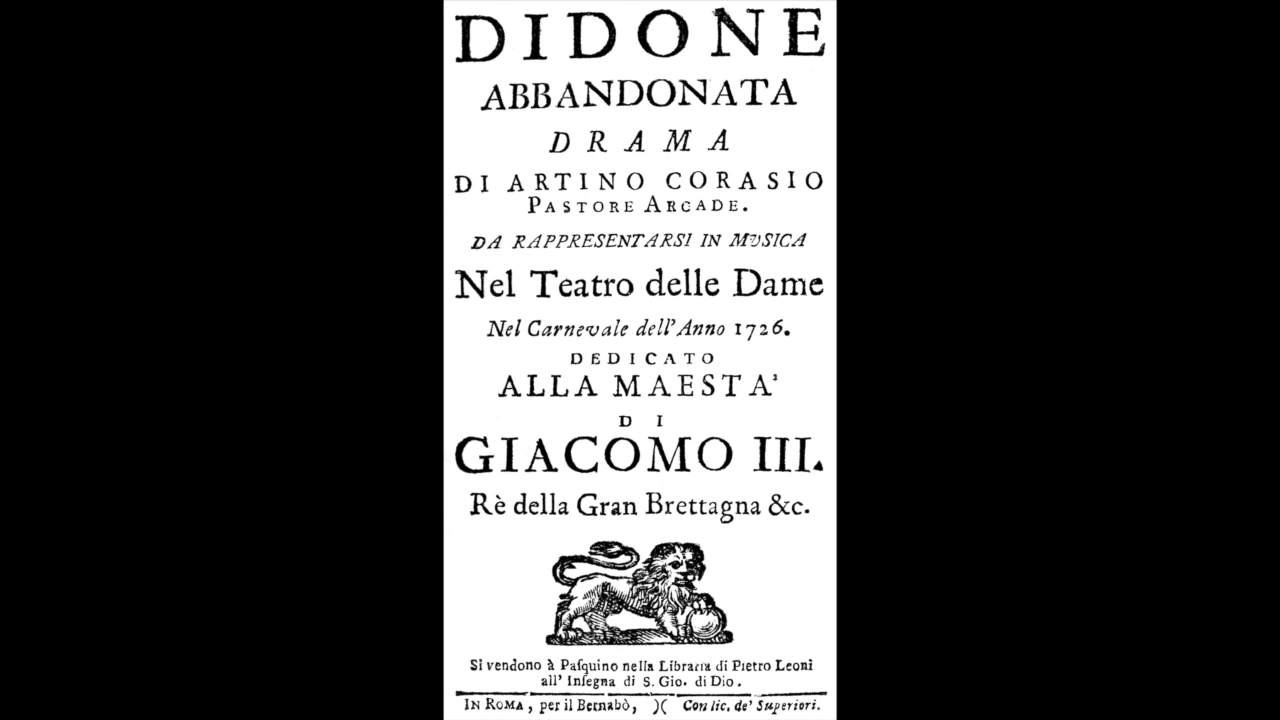 DIDONE
ABBANDONATA
DRAMA
DI ARTINO CORASIO
PASTORE ARCADE.
DA RAPPRESENTARSI IN MVSICA
Nel Teatro delle Dame
Nel Carnevale dell'Anno 1726.
DEDICATO
ALLA MAESTA'
DI
GIACOMO III.
Rè della Gran Brettagna &c.
Si vendono à Paſquino nella Libraria di Pietro Leoni
all' Inſegna di S. Gio. di Dio.
IN ROMA, per il Bernabò, )( Con lic. de' Superiori.